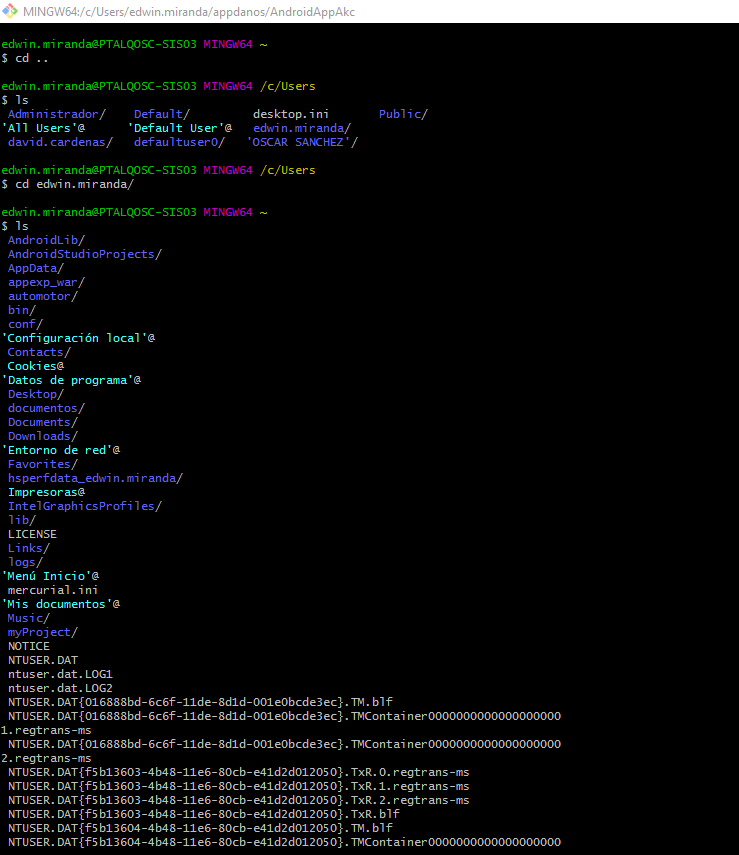 MINGW64:/c/Users/edwin.miranda/appdanos/AndroidAppAkc
edwin.miranda@PTALQOSC-SIS03 MINGW64 ~
$ cd ..
edwin.miranda@PTALQOSC-SIS03 MINGW64 /c/Users
$ ls
Administrador/ Default/ desktop.ini Public/
'All Users'@ 'Default User'@ edwin.miranda/
david.cardenas/ defaultuser0/ 'OSCAR SANCHEZ'/
edwin.miranda@PTALQOSC-SIS03 MINGW64 /c/Users
$ cd edwin.miranda/
edwin.miranda@PTALQOSC-SIS03 MINGW64 ~
$ ls
AndroidLib/
AndroidStudioProjects/
AppData/
appexp_war/
automotor/
bin/
conf/
'Configuración local'@
Contacts/
Cookies@
'Datos de programa'@
Desktop/
documentos/
Documents/
Downloads/
'Entorno de red'@
Favorites/
hsperfdata_edwin.miranda/
Impresoras@
IntelGraphicsProfiles/
lib/
LICENSE
Links/
logs/
'Menú Inicio'@
mercurial.ini
'Mis documentos'@
Music/
myProject/
NOTICE
NTUSER.DAT
ntuser.dat.LOG1
ntuser.dat.LOG2
NTUSER.DAT{016888bd-6c6f-11de-8d1d-001e0bcde3ec}.TM.blf
NTUSER.DAT{016888bd-6c6f-11de-8d1d-001e0bcde3ec}.TMContainer0000000000000000000
1.regtrans-ms
NTUSER.DAT{016888bd-6c6f-11de-8d1d-001e0bcde3ec}.TMContainer0000000000000000000
2.regtrans-ms
NTUSER.DAT{f5b13603-4b48-11e6-80cb-e41d2d012050}.TxR.0.regtrans-ms
NTUSER.DAT{f5b13603-4b48-11e6-80cb-e41d2d012050}.TxR.1.regtrans-ms
NTUSER.DAT{f5b13603-4b48-11e6-80cb-e41d2d012050}.TxR.2.regtrans-ms
NTUSER.DAT{f5b13603-4b48-11e6-80cb-e41d2d012050}.TxR.blf
NTUSER.DAT{f5b13604-4b48-11e6-80cb-e41d2d012050}.TM.blf
NTUSER.DAT{f5b13604-4b48-11e6-80cb-e41d2d012050}.TMContainer0000000000000000000